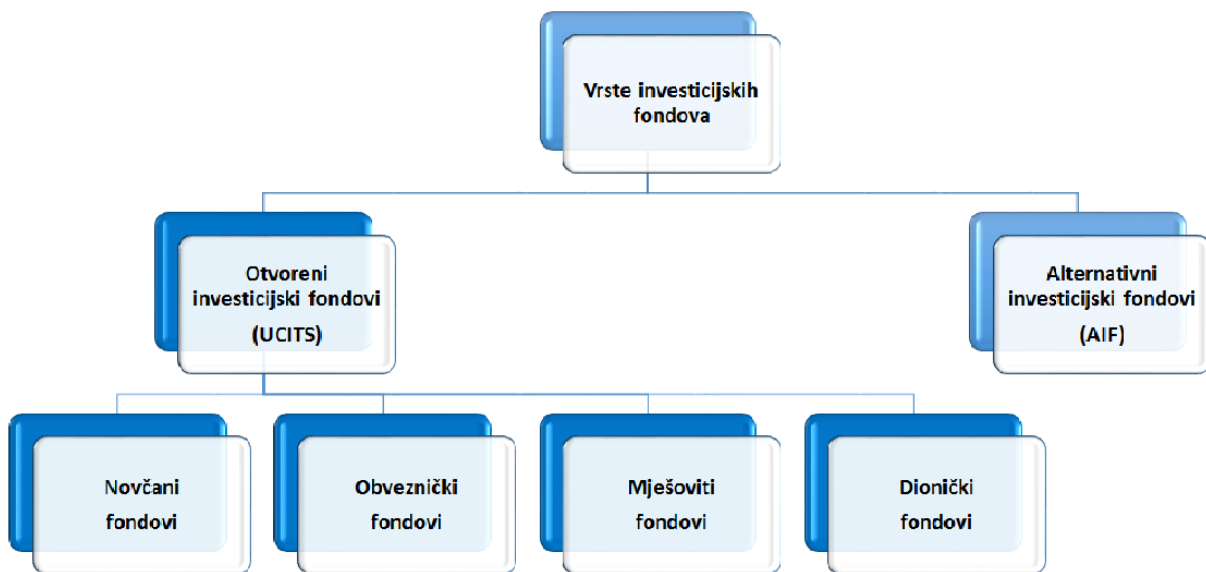 Vrste investicijskih
fondova
Otvoreni
investicijski fondovi
(UCITS)
Alternativni
investicijski fondovi
(AIF)
Novčani
fondovi
Obveznički
fondovi
Mješoviti
fondovi
Dionički
fondovi